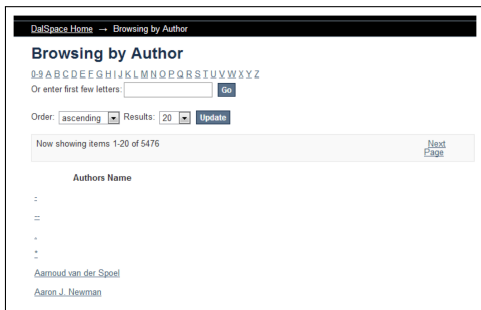 DalSpace Home → Browsing by Author
Browsing by Author
0-9 A B C D E F G H I J K L M N O P Q R S T U V W X Y Z
Or enter first few letters: Go
Order: ascending Results: 20 Update
Now showing items 1-20 of 5476 Next Page
Authors Name
-
--
.
*
Aarnoud van der Spoel
Aaron J. Newman